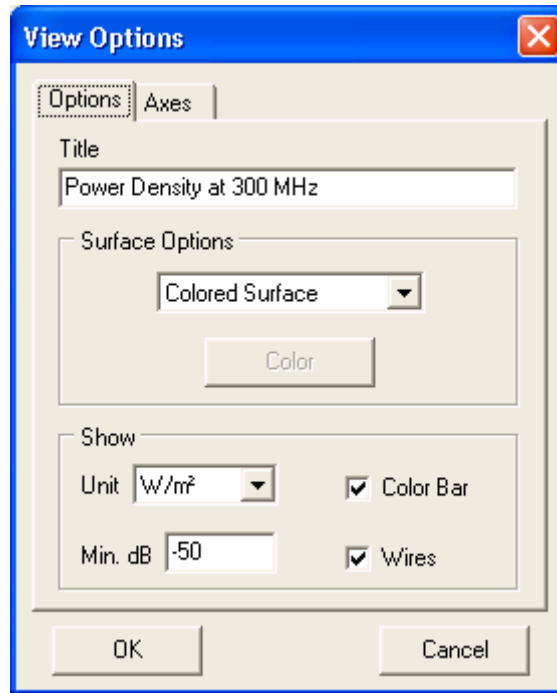 View Options
Options Axes
Title
Power Density at 300 MHz
Surface Options
Colored Surface
Color
Show
Unit W/m² Color Bar
Min. dB -50 Wires
OK Cancel